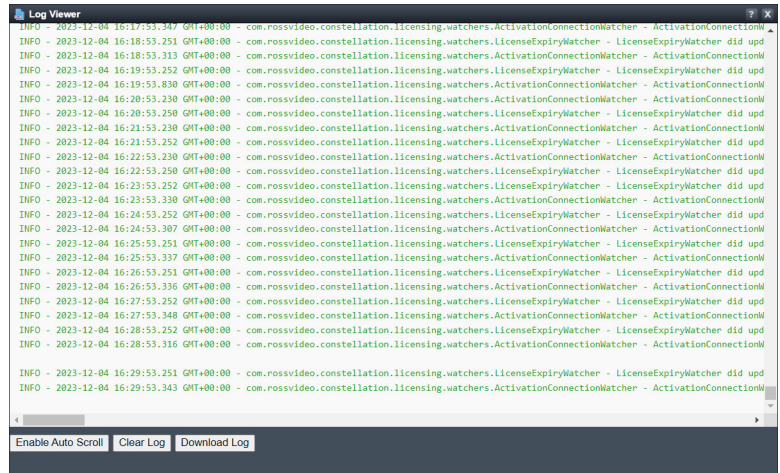 Log Viewer
? X
INFO - 2023-12-04 16:17:53.347 GMT+00:00 - com.rossvideo.constellation.licensing.watchers.ActivationConnectionWatcher - ActivationConnectionW
INFO - 2023-12-04 16:18:53.251 GMT+00:00 - com.rossvideo.constellation.licensing.watchers.LicenseExpiryWatcher - LicenseExpiryWatcher did upd
INFO - 2023-12-04 16:18:53.313 GMT+00:00 - com.rossvideo.constellation.licensing.watchers.ActivationConnectionWatcher - ActivationConnectionW
INFO - 2023-12-04 16:19:53.252 GMT+00:00 - com.rossvideo.constellation.licensing.watchers.LicenseExpiryWatcher - LicenseExpiryWatcher did upd
INFO - 2023-12-04 16:19:53.830 GMT+00:00 - com.rossvideo.constellation.licensing.watchers.ActivationConnectionWatcher - ActivationConnectionW
INFO - 2023-12-04 16:20:53.230 GMT+00:00 - com.rossvideo.constellation.licensing.watchers.ActivationConnectionWatcher - ActivationConnectionW
INFO - 2023-12-04 16:20:53.250 GMT+00:00 - com.rossvideo.constellation.licensing.watchers.LicenseExpiryWatcher - LicenseExpiryWatcher did upd
INFO - 2023-12-04 16:21:53.230 GMT+00:00 - com.rossvideo.constellation.licensing.watchers.ActivationConnectionWatcher - ActivationConnectionW
INFO - 2023-12-04 16:21:53.252 GMT+00:00 - com.rossvideo.constellation.licensing.watchers.LicenseExpiryWatcher - LicenseExpiryWatcher did upd
INFO - 2023-12-04 16:22:53.230 GMT+00:00 - com.rossvideo.constellation.licensing.watchers.ActivationConnectionWatcher - ActivationConnectionW
INFO - 2023-12-04 16:22:53.250 GMT+00:00 - com.rossvideo.constellation.licensing.watchers.LicenseExpiryWatcher - LicenseExpiryWatcher did upd
INFO - 2023-12-04 16:23:53.252 GMT+00:00 - com.rossvideo.constellation.licensing.watchers.LicenseExpiryWatcher - LicenseExpiryWatcher did upd
INFO - 2023-12-04 16:23:53.330 GMT+00:00 - com.rossvideo.constellation.licensing.watchers.ActivationConnectionWatcher - ActivationConnectionW
INFO - 2023-12-04 16:24:53.252 GMT+00:00 - com.rossvideo.constellation.licensing.watchers.LicenseExpiryWatcher - LicenseExpiryWatcher did upd
INFO - 2023-12-04 16:24:53.307 GMT+00:00 - com.rossvideo.constellation.licensing.watchers.ActivationConnectionWatcher - ActivationConnectionW
INFO - 2023-12-04 16:25:53.251 GMT+00:00 - com.rossvideo.constellation.licensing.watchers.LicenseExpiryWatcher - LicenseExpiryWatcher did upd
INFO - 2023-12-04 16:25:53.337 GMT+00:00 - com.rossvideo.constellation.licensing.watchers.ActivationConnectionWatcher - ActivationConnectionW
INFO - 2023-12-04 16:26:53.251 GMT+00:00 - com.rossvideo.constellation.licensing.watchers.LicenseExpiryWatcher - LicenseExpiryWatcher did upd
INFO - 2023-12-04 16:26:53.336 GMT+00:00 - com.rossvideo.constellation.licensing.watchers.ActivationConnectionWatcher - ActivationConnectionW
INFO - 2023-12-04 16:27:53.252 GMT+00:00 - com.rossvideo.constellation.licensing.watchers.LicenseExpiryWatcher - LicenseExpiryWatcher did upd
INFO - 2023-12-04 16:27:53.348 GMT+00:00 - com.rossvideo.constellation.licensing.watchers.ActivationConnectionWatcher - ActivationConnectionW
INFO - 2023-12-04 16:28:53.252 GMT+00:00 - com.rossvideo.constellation.licensing.watchers.LicenseExpiryWatcher - LicenseExpiryWatcher did upd
INFO - 2023-12-04 16:28:53.316 GMT+00:00 - com.rossvideo.constellation.licensing.watchers.ActivationConnectionWatcher - ActivationConnectionW
INFO - 2023-12-04 16:29:53.251 GMT+00:00 - com.rossvideo.constellation.licensing.watchers.LicenseExpiryWatcher - LicenseExpiryWatcher did upd
INFO - 2023-12-04 16:29:53.343 GMT+00:00 - com.rossvideo.constellation.licensing.watchers.ActivationConnectionWatcher - ActivationConnectionW
Enable Auto Scroll Clear Log Download Log